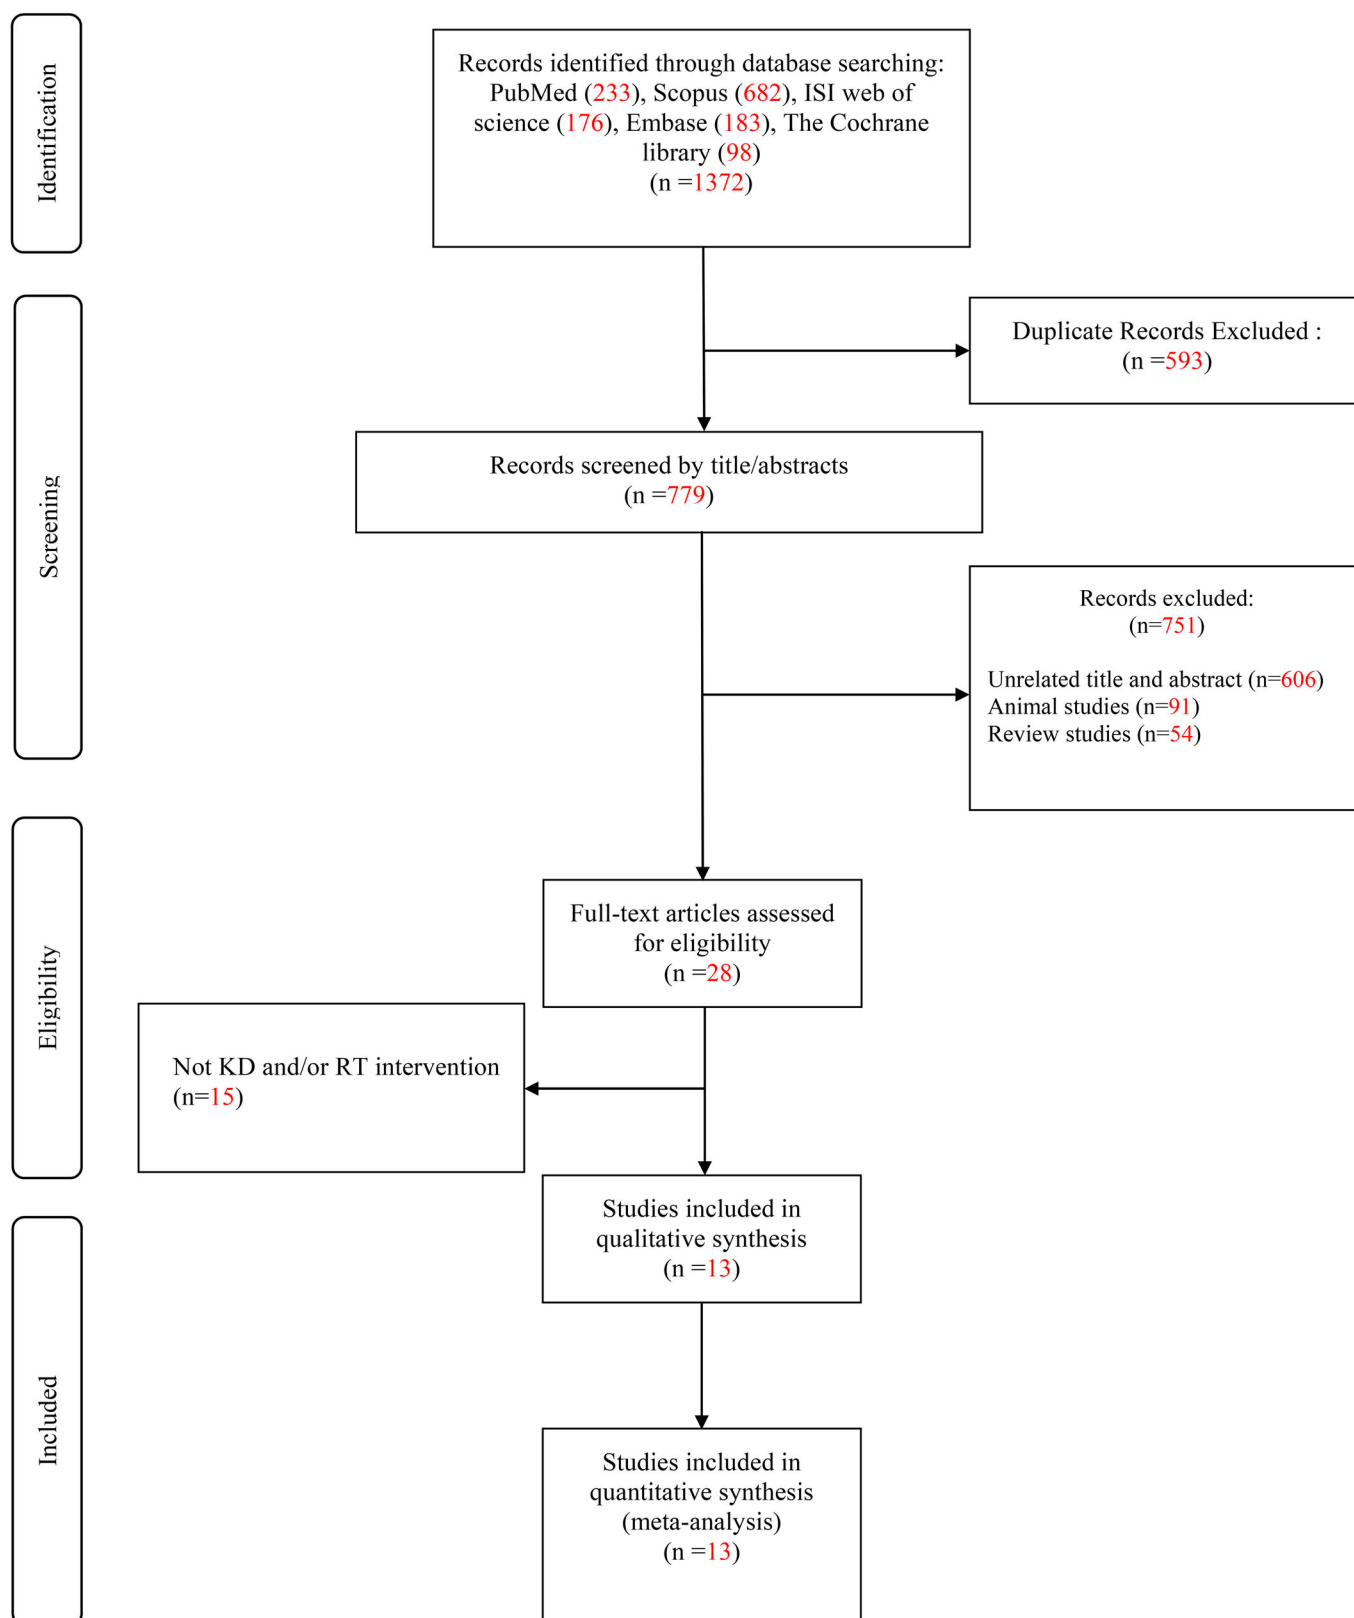 Identification
Records identified through database searching:
PubMed (233), Scopus (682), ISI web of
science (176), Embase (183), The Cochrane
library (98)
(n =1372)
Duplicate Records Excluded :
(n =593)
Screening
Records screened by title/abstracts
(n =779)
Records excluded:
(n=751)
Unrelated title and abstract (n=606)
Animal studies (n=91)
Review studies (n=54)
Eligibility
Full-text articles assessed
for eligibility
(n =28)
Not KD and/or RT intervention
(n=15)
Studies included in
qualitative synthesis
(n =13)
Included
Studies included in
quantitative synthesis
(meta-analysis)
(n =13)